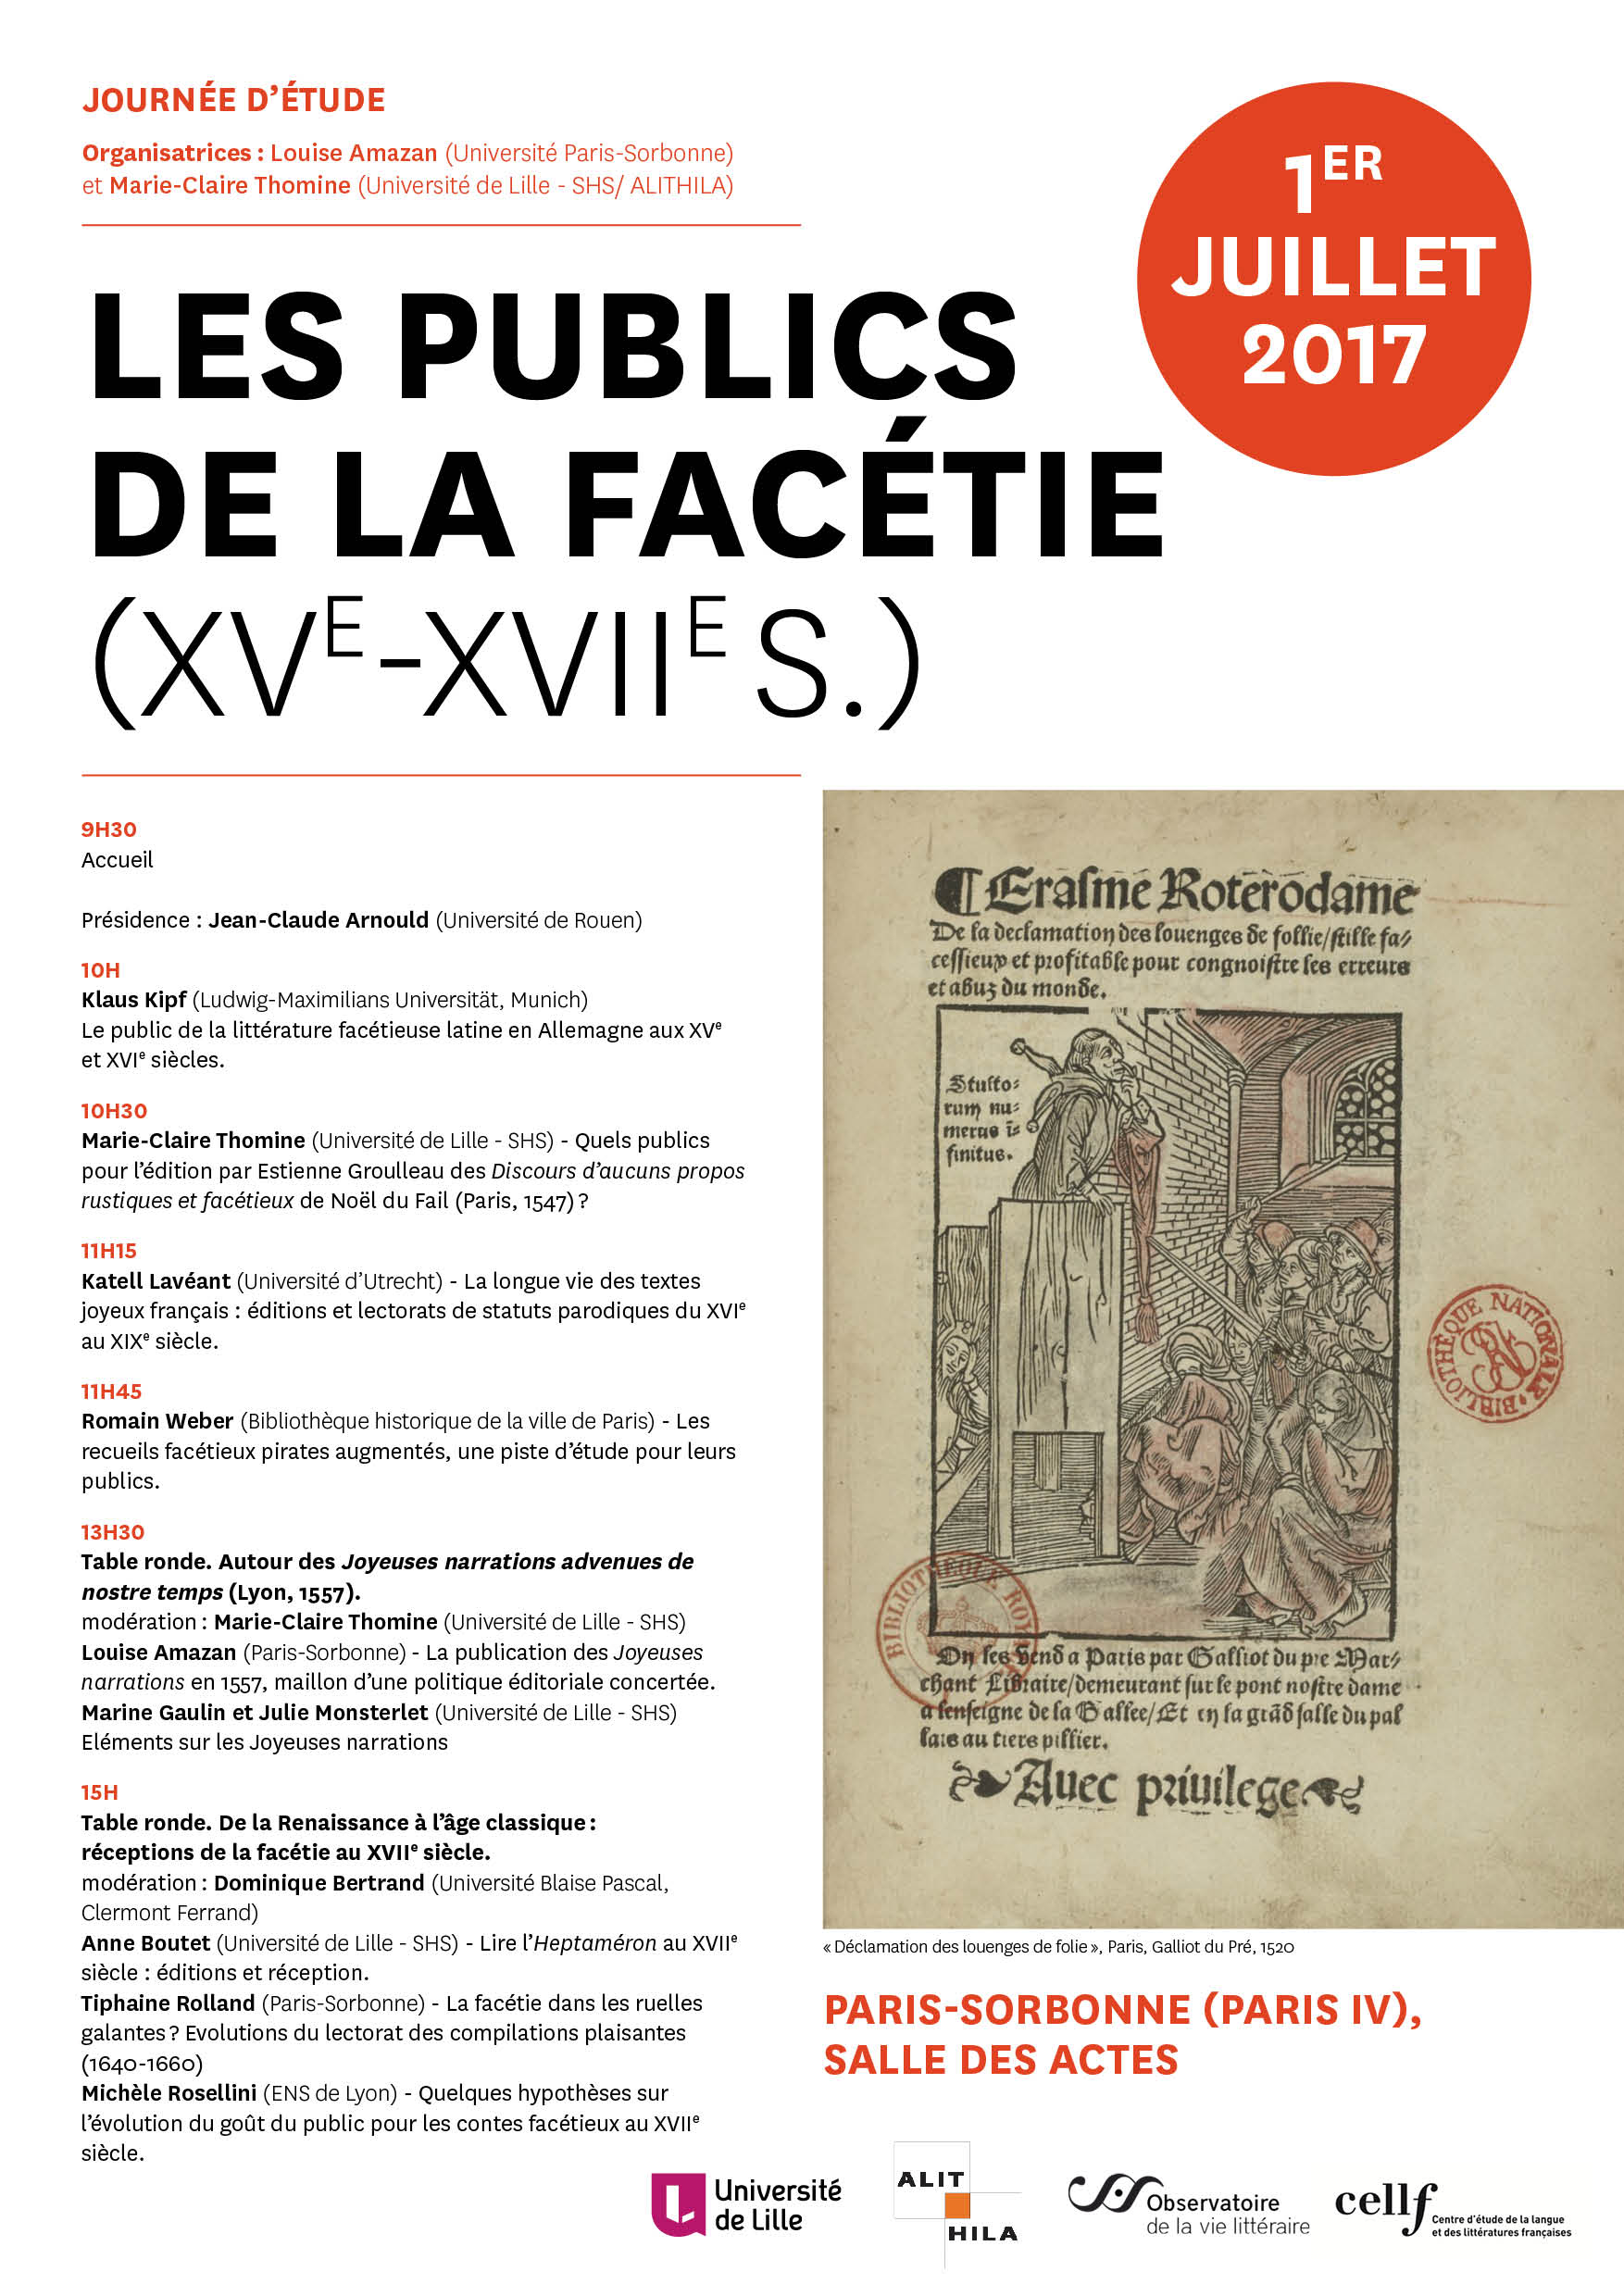 JOURNÉE D’ÉTUDE
Organisatrices : Louise Amazan (Université Paris-Sorbonne)
et Marie-Claire Thomine (Université de Lille - SHS/ ALITHILA)
1ER
JUILLET
2017
LES PUBLICS
DE LA FACÉTIE
(XVE-XVIIE S.)
9H30
Accueil
Présidence : Jean-Claude Arnould (Université de Rouen)
10H
Klaus Kipf (Ludwig-Maximilians Universität, Munich)
Le public de la littérature facétieuse latine en Allemagne aux XVe
et XVIe siècles.
10H30
Marie-Claire Thomine (Université de Lille - SHS) - Quels publics
pour l’édition par Estienne Groulleau des Discours d’aucuns propos
rustiques et facétieux de Noël du Fail (Paris, 1547) ?
11H15
Katell Lavéant (Université d’Utrecht) - La longue vie des textes
joyeux français : éditions et lectorats de statuts parodiques du XVIe
au XIXe siècle.
11H45
Romain Weber (Bibliothèque historique de la ville de Paris) - Les
recueils facétieux pirates augmentés, une piste d’étude pour leurs
publics.
13H30
Table ronde. Autour des Joyeuses narrations advenues de
nostre temps (Lyon, 1557).
modération : Marie-Claire Thomine (Université de Lille - SHS)
Louise Amazan (Paris-Sorbonne) - La publication des Joyeuses
narrations en 1557, maillon d’une politique éditoriale concertée.
Marine Gaulin et Julie Monsterlet (Université de Lille - SHS)
Eléments sur les Joyeuses narrations
15H
Table ronde. De la Renaissance à l’âge classique :
réceptions de la facétie au XVIIe siècle.
modération : Dominique Bertrand (Université Blaise Pascal,
Clermont Ferrand)
Anne Boutet (Université de Lille - SHS) - Lire l’Heptaméron au XVIIe
siècle : éditions et réception.
Tiphaine Rolland (Paris-Sorbonne) - La facétie dans les ruelles
galantes ? Evolutions du lectorat des compilations plaisantes
(1640-1660)
Michèle Rosellini (ENS de Lyon) - Quelques hypothèses sur
l’évolution du goût du public pour les contes facétieux au XVIIe
siècle.
¶ Eraſme Roterodame
De la declamation des louenges de follie/ſtille fa/
ceſſieux et profitable pour congnoiſtre les erreurs
et abuz du monde.
Stulto:
rum nu:
merus ī:
finitus.
BIBLIOTHÈQUE NATIONALE
BIBLIOTHEQUE ROYALE
On les vend a Paris par Galliot du pre Mar/
chant Libraire/demeurant ſur le pont noſtre dame
a lenſeigne de la Gallee/Et en la grād ſalle du pal
lais au tiers pillier.
Auec priuilege
« Déclamation des louenges de folie », Paris, Galliot du Pré, 1520
PARIS-SORBONNE (PARIS IV),
SALLE DES ACTES
Université
de Lille
ALIT
HILA
Observatoire
de la vie littéraire
cellf
Centre d’étude de la langue
et des littératures françaises